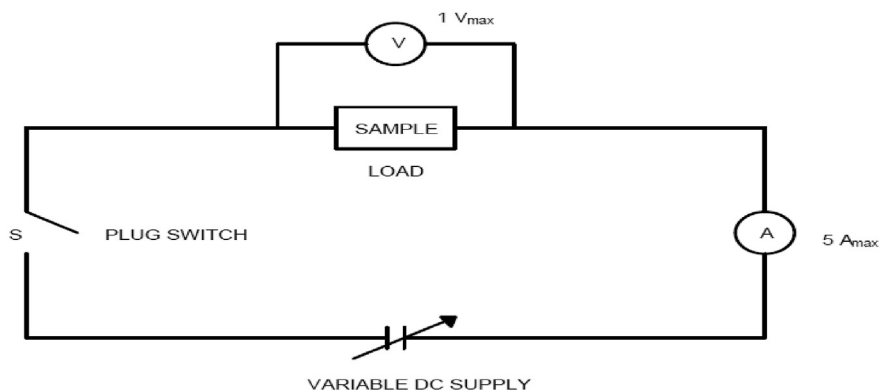 1 Vmax
V
SAMPLE
LOAD
S PLUG SWITCH
A
5 Amax
VARIABLE DC SUPPLY